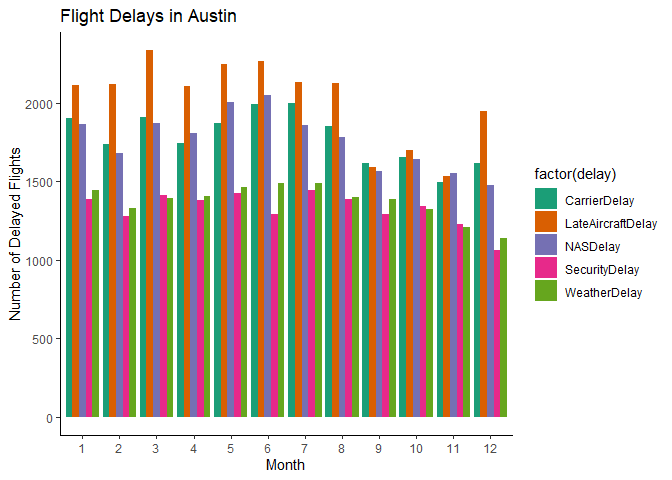 Flight Delays in Austin
Number of Delayed Flights
2000
1500
1000
500
0
1 2 3 4 5 6 7 8 9 10 11 12
Month
factor(delay)
CarrierDelay
LateAircraftDelay
NASDelay
SecurityDelay
WeatherDelay